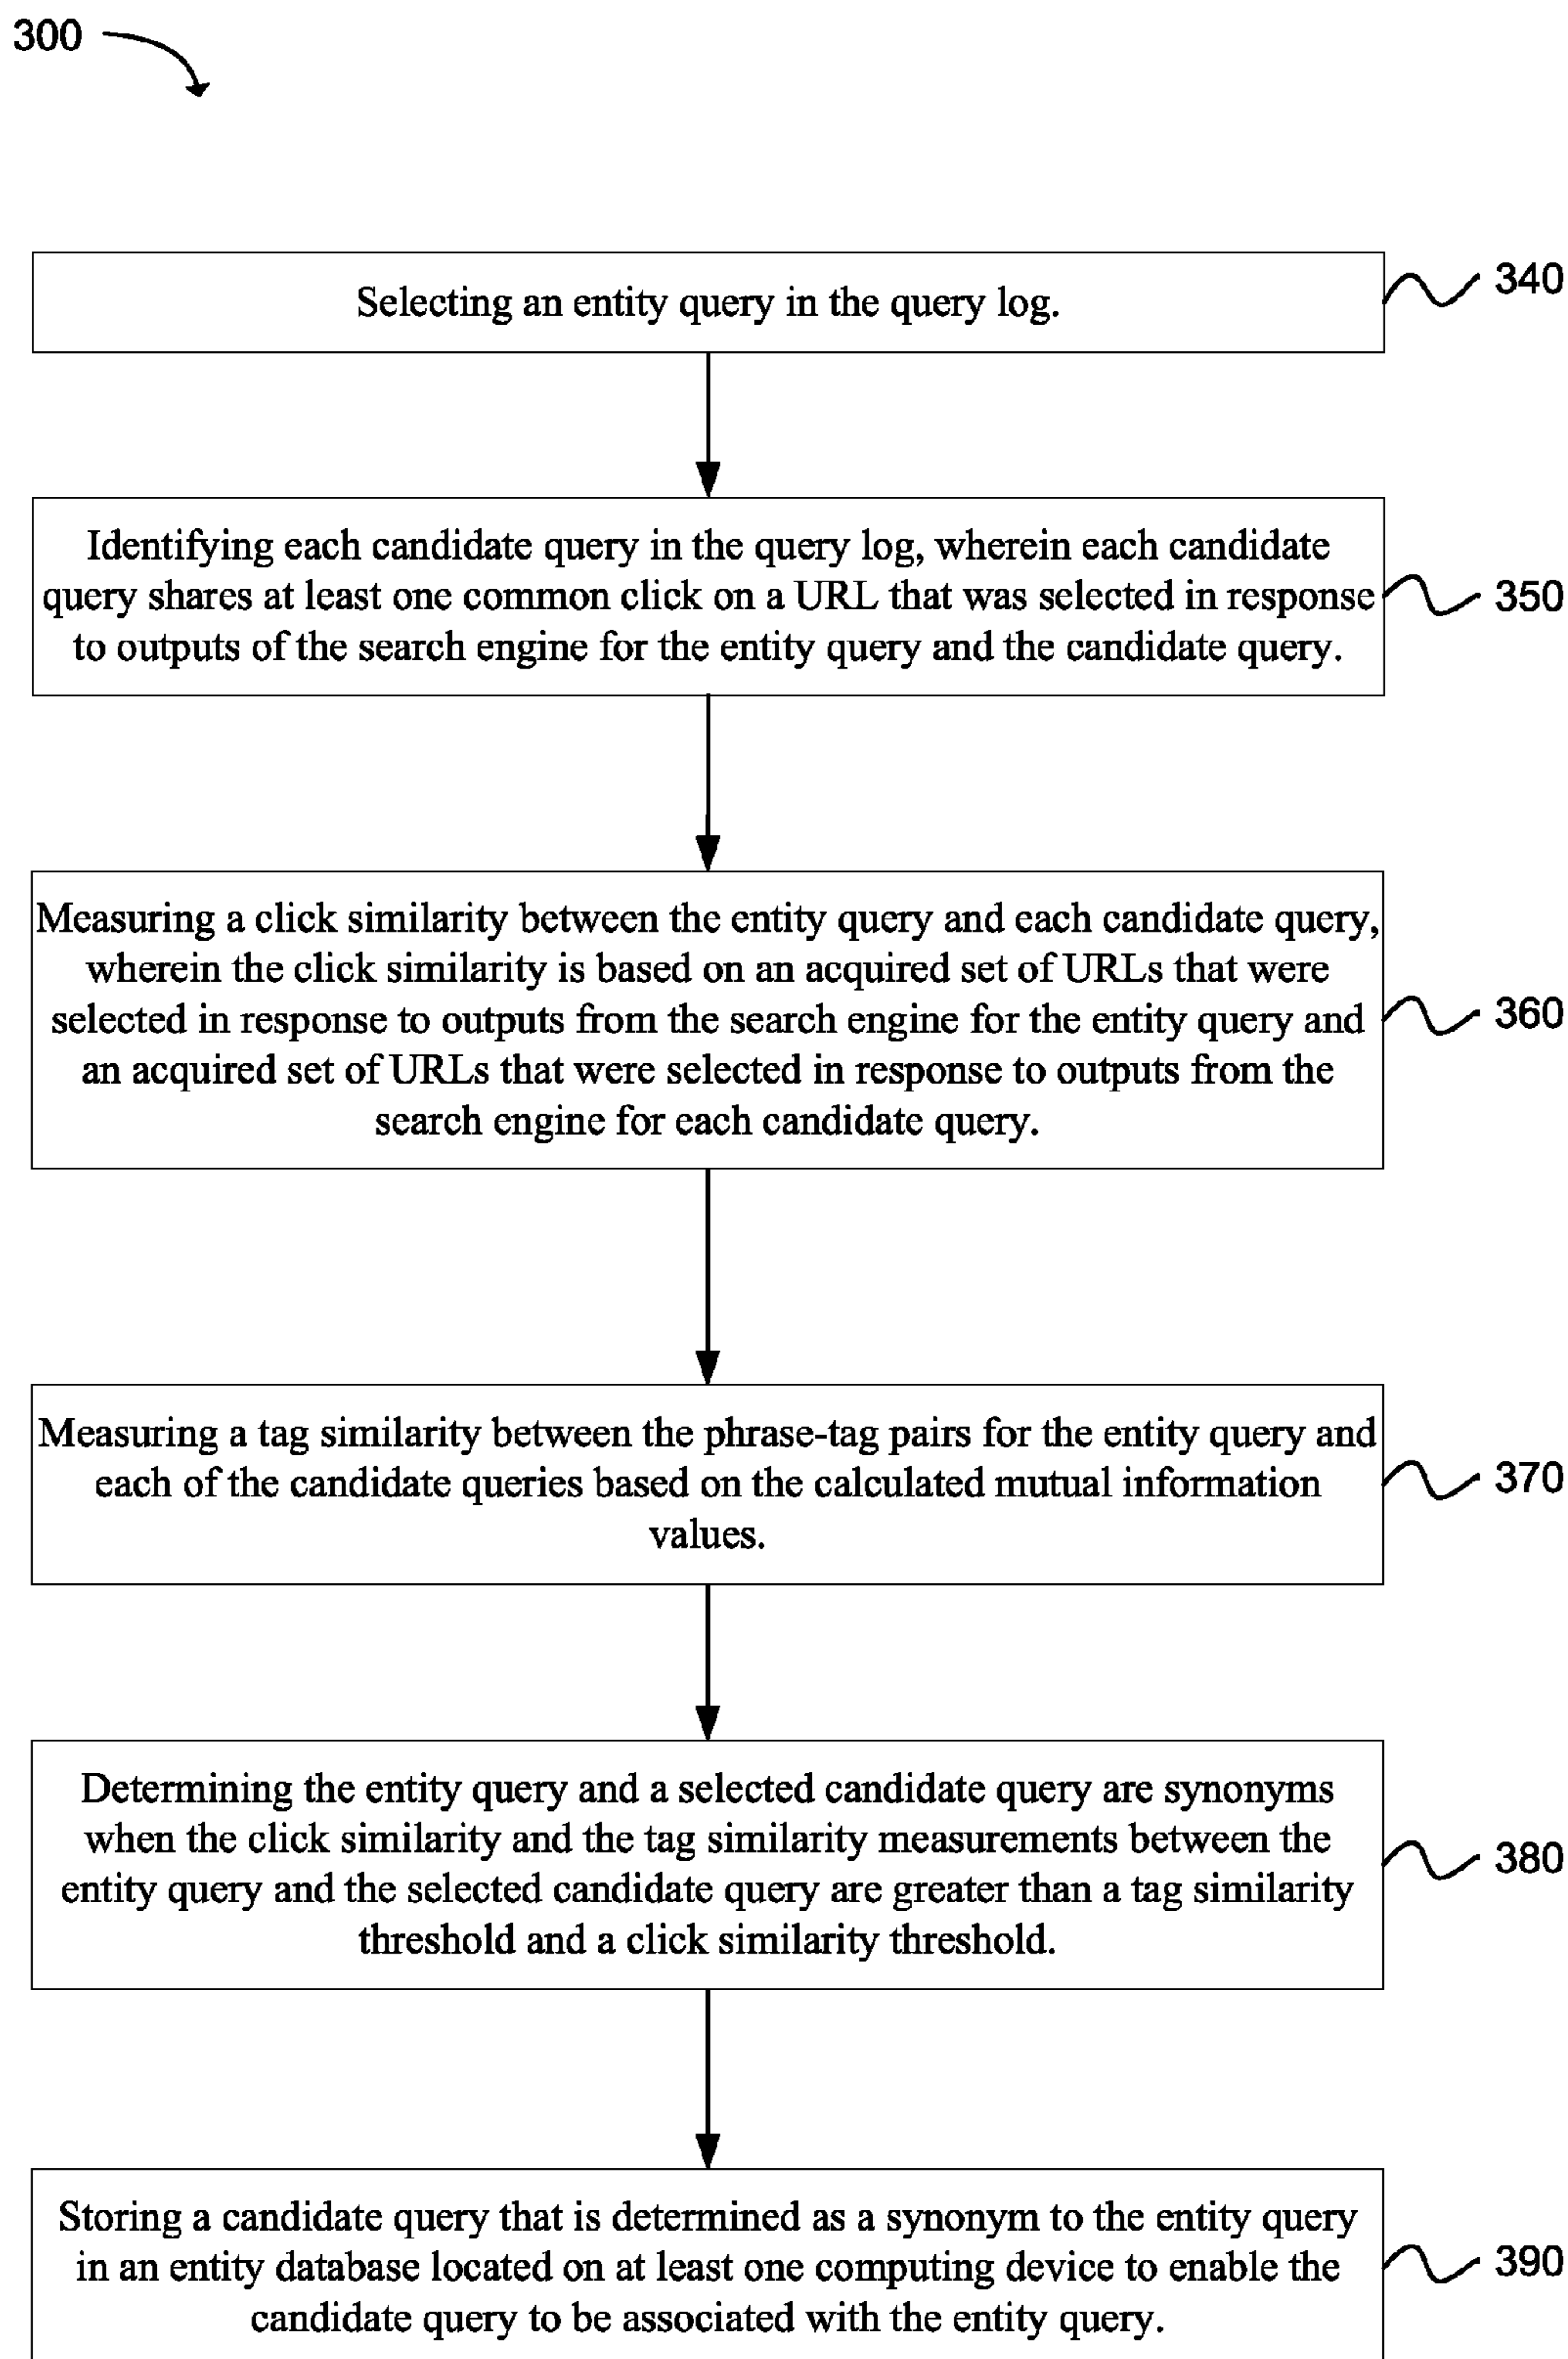 300
Selecting an entity query in the query log.
340
Identifying each candidate query in the query log, wherein each candidate
query shares at least one common click on a URL that was selected in response
to outputs of the search engine for the entity query and the candidate query.
350
Measuring a click similarity between the entity query and each candidate query,
wherein the click similarity is based on an acquired set of URLs that were
selected in response to outputs from the search engine for the entity query and
an acquired set of URLs that were selected in response to outputs from the
search engine for each candidate query.
360
Measuring a tag similarity between the phrase-tag pairs for the entity query and
each of the candidate queries based on the calculated mutual information
values.
370
Determining the entity query and a selected candidate query are synonyms
when the click similarity and the tag similarity measurements between the
entity query and the selected candidate query are greater than a tag similarity
threshold and a click similarity threshold.
380
Storing a candidate query that is determined as a synonym to the entity query
in an entity database located on at least one computing device to enable the
candidate query to be associated with the entity query.
390